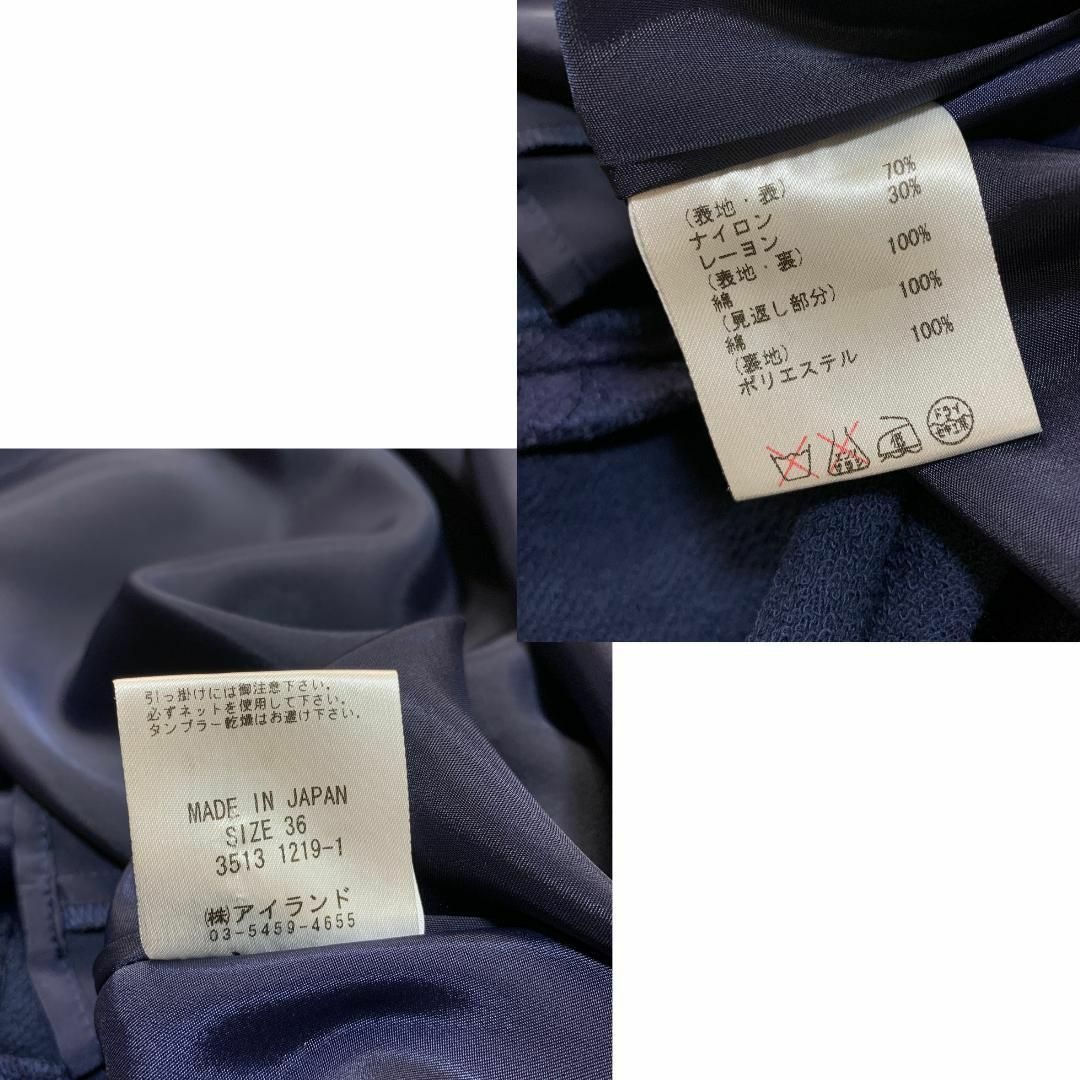 (表地・表)
ナイロン 70%
レーヨン 30%
(表地・裏)
綿 100%
(見返し部分)
綿 100%
(裏地)
ポリエステル 100%
ドライ
引っ掛けには御注意下さい。
必ずネットを使用して下さい。
タンブラー乾燥はお避け下さい。
MADE IN JAPAN
SIZE 36
3513 1219-1
㈱アイランド
03-5459-4655